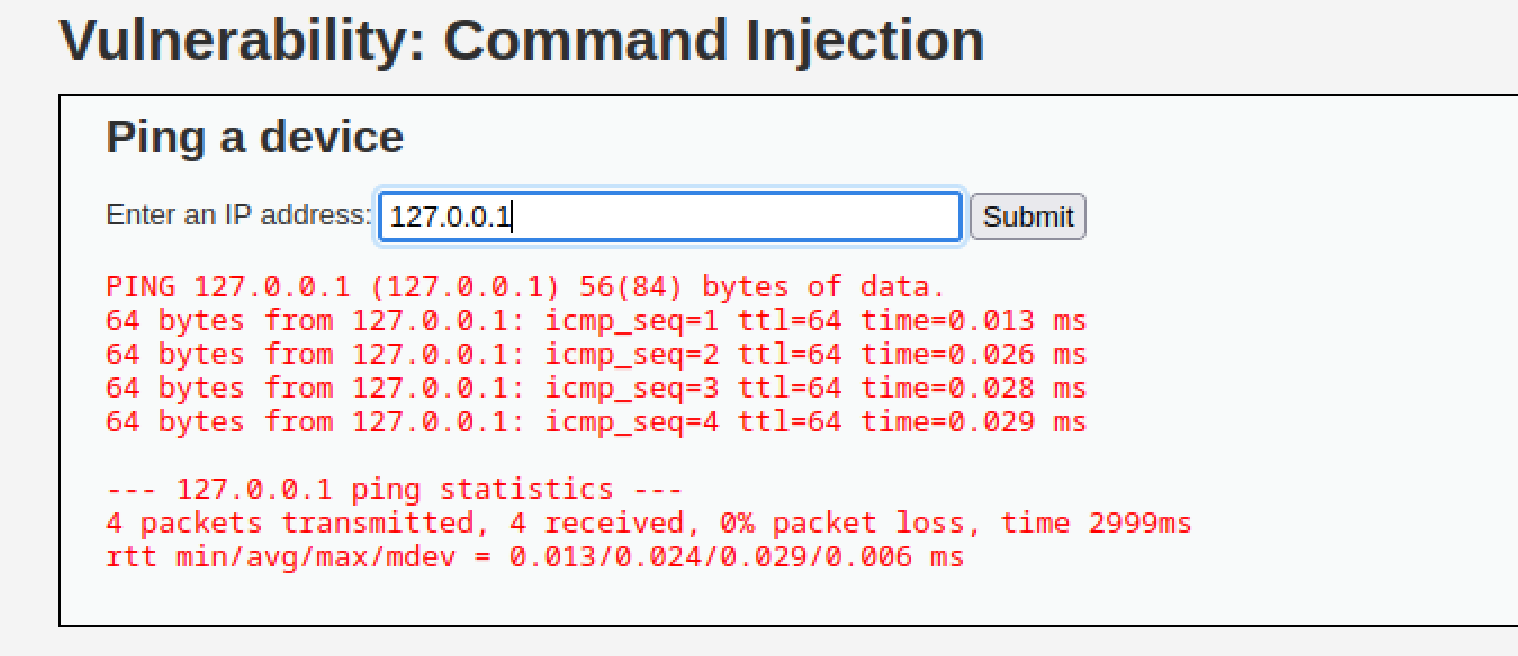 Vulnerability: Command Injection
Ping a device
Enter an IP address: 127.0.0.1 Submit
PING 127.0.0.1 (127.0.0.1) 56(84) bytes of data.
64 bytes from 127.0.0.1: icmp_seq=1 ttl=64 time=0.013 ms
64 bytes from 127.0.0.1: icmp_seq=2 ttl=64 time=0.026 ms
64 bytes from 127.0.0.1: icmp_seq=3 ttl=64 time=0.028 ms
64 bytes from 127.0.0.1: icmp_seq=4 ttl=64 time=0.029 ms
--- 127.0.0.1 ping statistics ---
4 packets transmitted, 4 received, 0% packet loss, time 2999ms
rtt min/avg/max/mdev = 0.013/0.024/0.029/0.006 ms